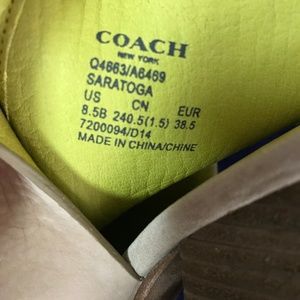 COACH
NEW YORK
Q4663/A6469
SARATOGA
US CN EUR
8.5B 240.5(1.5) 38.5
7200094/D14
MADE IN CHINA/CHINE